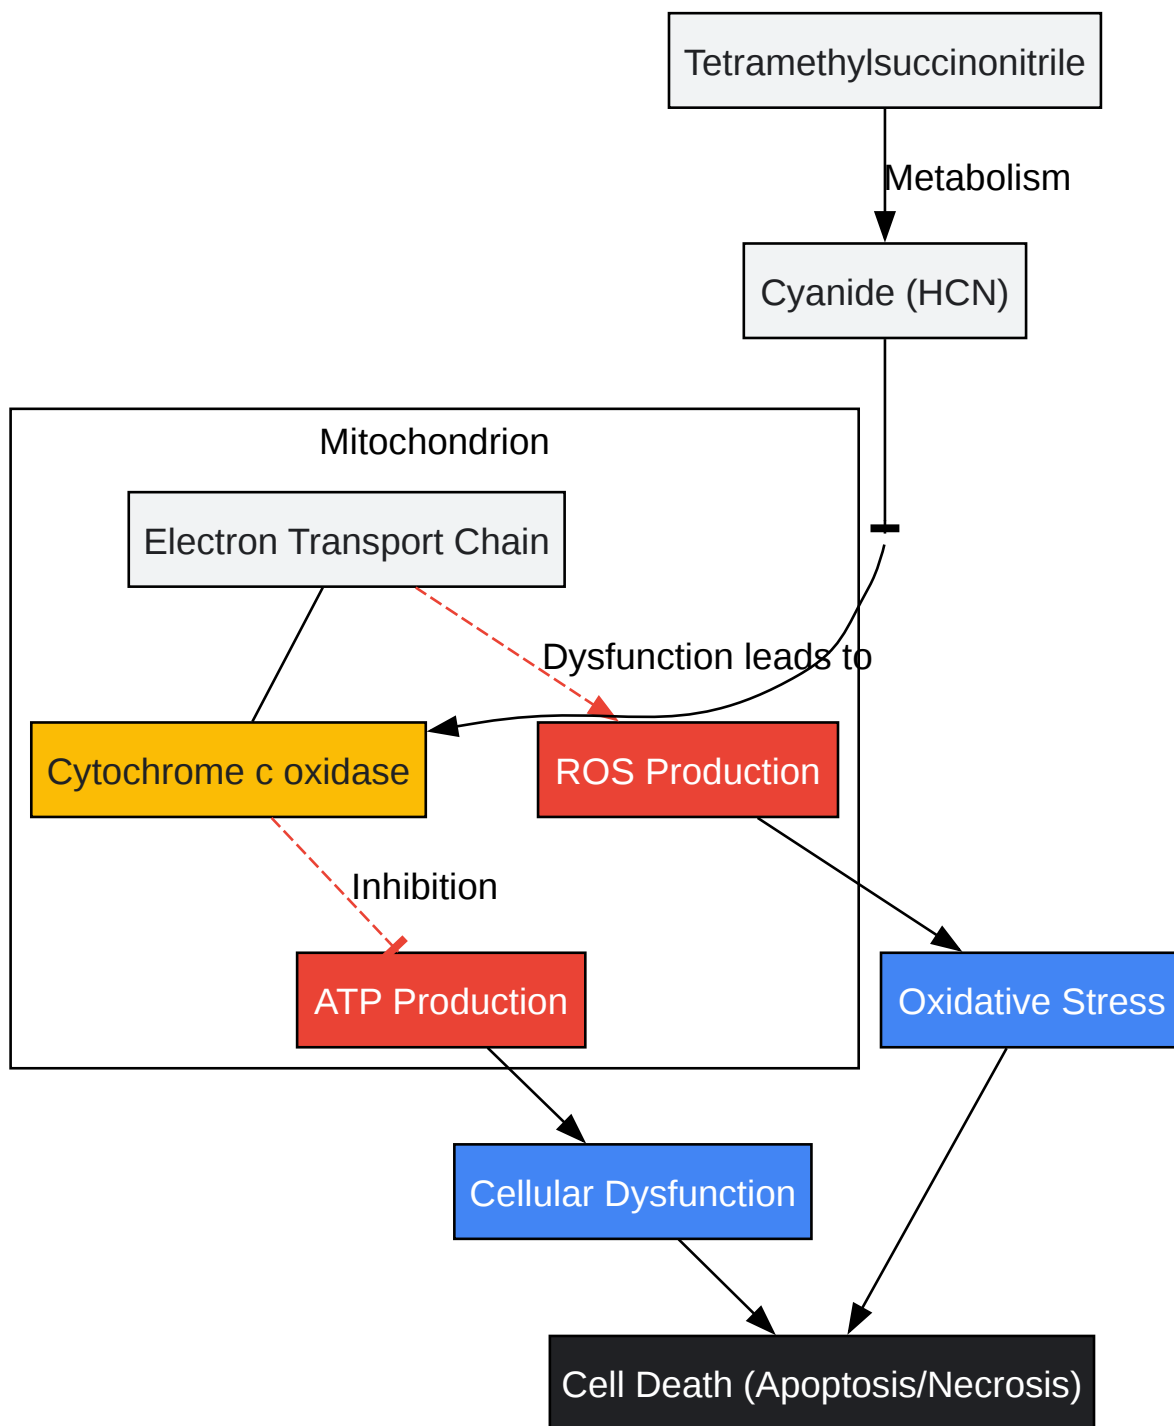 Tetramethylsuccinonitrile
Metabolism
Cyanide (HCN)
Mitochondrion
Electron Transport Chain
Dysfunction leads to
Cytochrome c oxidase
ROS Production
Inhibition
ATP Production
Oxidative Stress
Cellular Dysfunction
Cell Death (Apoptosis/Necrosis)